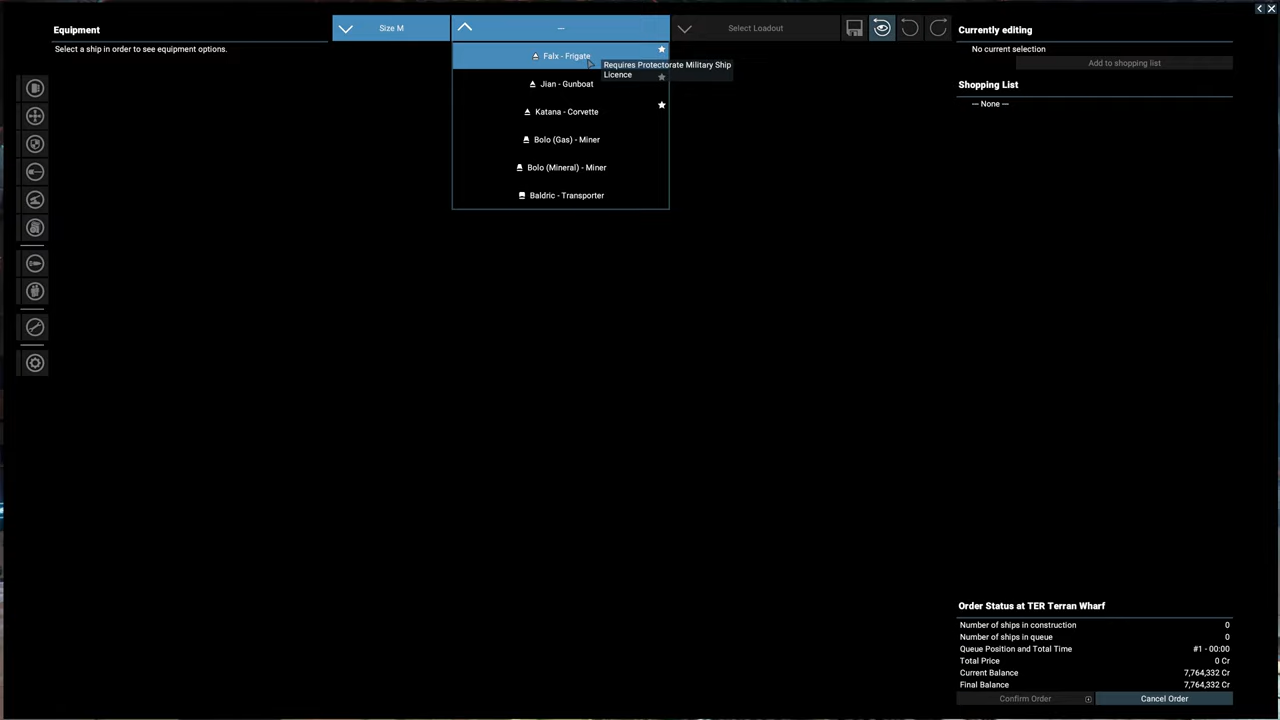 Equipment
Select a ship in order to see equipment options.
Size M
—
Select Loadout
Falx - Frigate
Requires Protectorate Military Ship
Licence
Jian - Gunboat
Katana - Corvette
Bolo (Gas) - Miner
Bolo (Mineral) - Miner
Baldric - Transporter
Currently editing
No current selection
Add to shopping list
Shopping List
— None —
Order Status at TER Terran Wharf
Number of ships in construction 0
Number of ships in queue 0
Queue Position and Total Time #1 - 00:00
Total Price 0 Cr
Current Balance 7,764,332 Cr
Final Balance 7,764,332 Cr
Confirm Order
Cancel Order